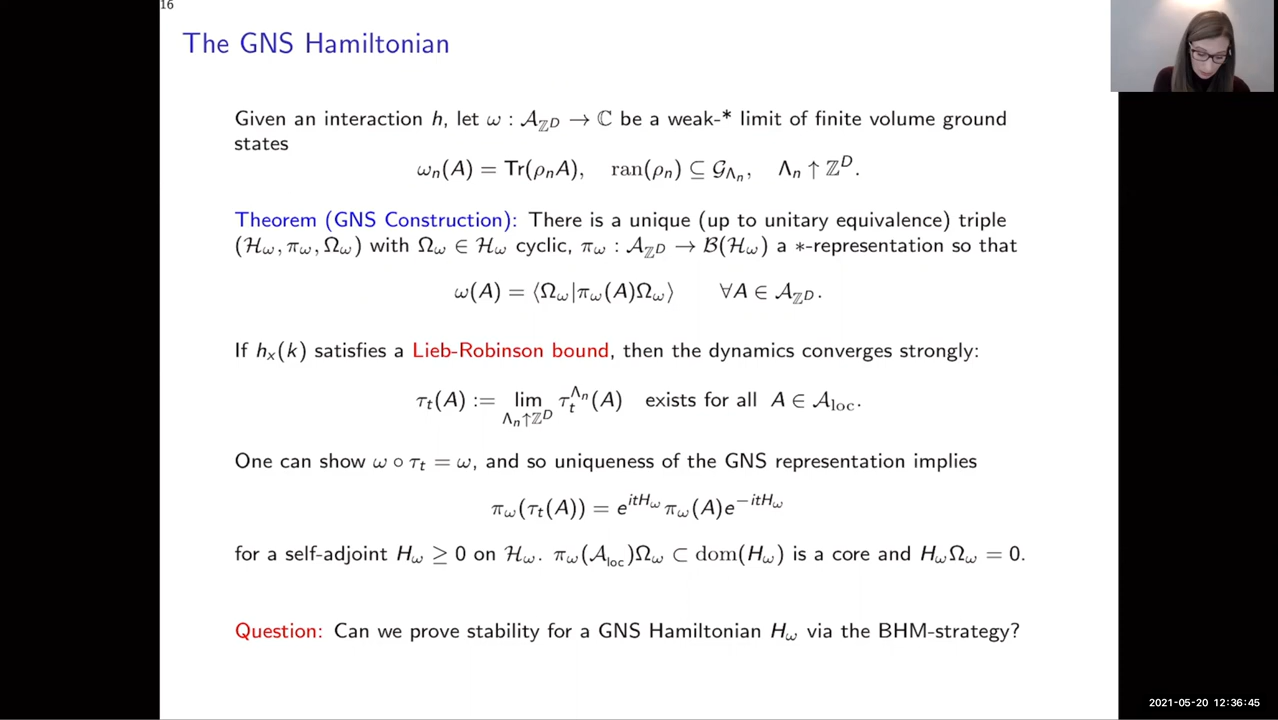 16
The GNS Hamiltonian
Given an interaction h, let ω : 𝒜_{ℤ^D} → ℂ be a weak-* limit of finite volume ground
states
ω_n(A) = Tr(ρ_n A), ran(ρ_n) ⊆ 𝒢_{Λ_n}, Λ_n ↑ ℤ^D.
Theorem (GNS Construction): There is a unique (up to unitary equivalence) triple
(ℋ_ω, π_ω, Ω_ω) with Ω_ω ∈ ℋ_ω cyclic, π_ω : 𝒜_{ℤ^D} → ℬ(ℋ_ω) a *-representation so that
ω(A) = ⟨Ω_ω|π_ω(A)Ω_ω⟩ ∀A ∈ 𝒜_{ℤ^D}.
If h_x(k) satisfies a Lieb-Robinson bound, then the dynamics converges strongly:
τ_t(A) := lim_{Λ_n↑ℤ^D} τ_t^{Λ_n}(A) exists for all A ∈ 𝒜_loc.
One can show ω ∘ τ_t = ω, and so uniqueness of the GNS representation implies
π_ω(τ_t(A)) = e^{itH_ω} π_ω(A)e^{−itH_ω}
for a self-adjoint H_ω ≥ 0 on ℋ_ω. π_ω(𝒜_loc)Ω_ω ⊂ dom(H_ω) is a core and H_ωΩ_ω = 0.
Question: Can we prove stability for a GNS Hamiltonian H_ω via the BHM-strategy?
2021-05-20 12:36:45